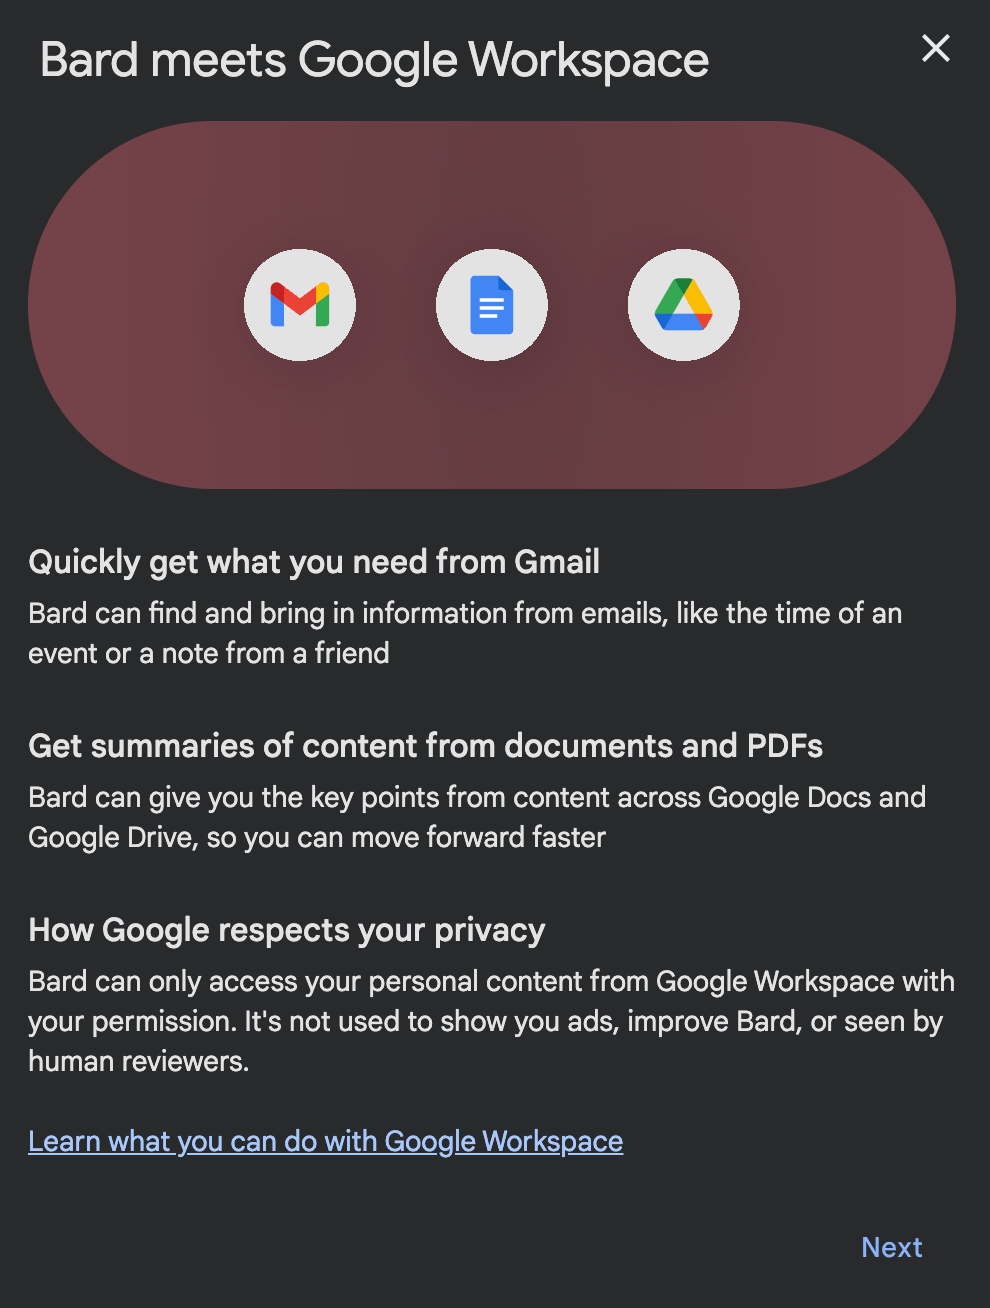 Bard meets Google Workspace
Quickly get what you need from Gmail
Bard can find and bring in information from emails, like the time of an
event or a note from a friend
Get summaries of content from documents and PDFs
Bard can give you the key points from content across Google Docs and
Google Drive, so you can move forward faster
How Google respects your privacy
Bard can only access your personal content from Google Workspace with
your permission. It's not used to show you ads, improve Bard, or seen by
human reviewers.
Learn what you can do with Google Workspace
Next